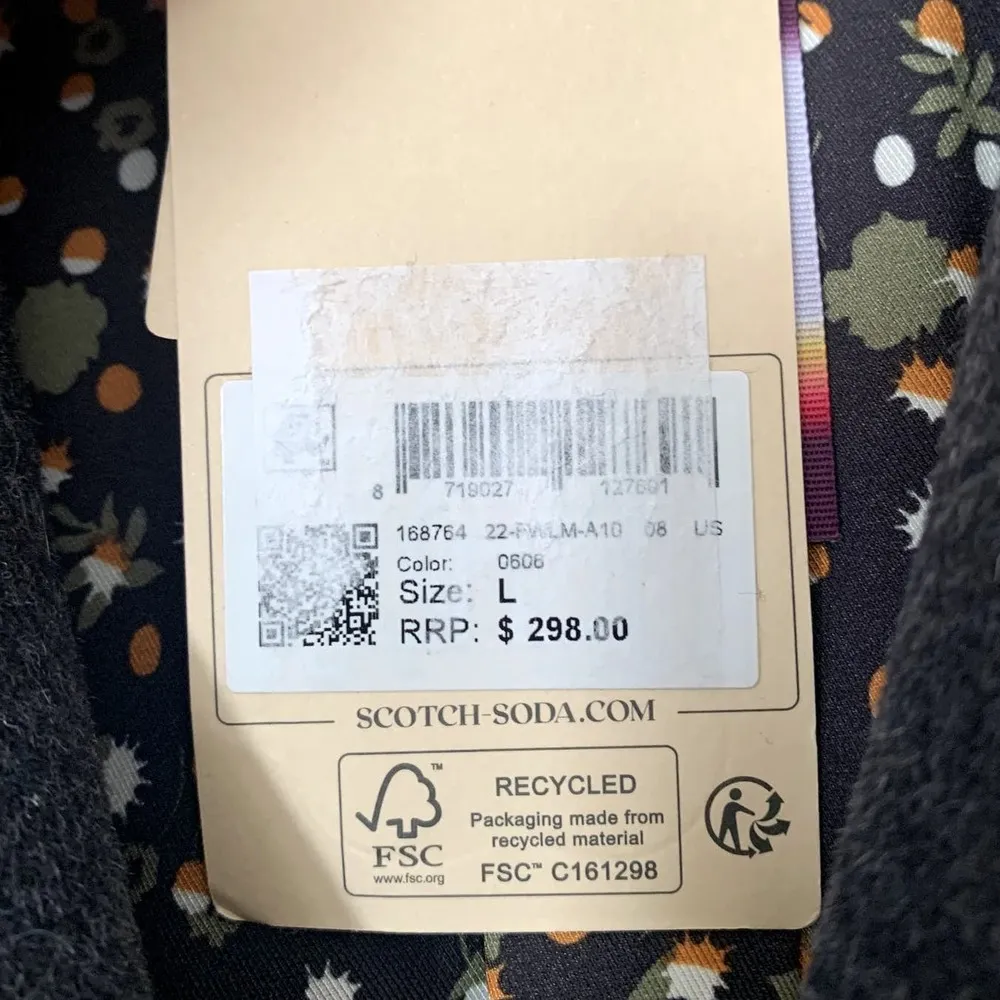 8 719027 127691
168764 22-FWLM-A10 08 US
Color: 0606
Size: L
RRP: $ 298.00
SCOTCH-SODA.COM
FSC
TM
www.fsc.org
RECYCLED
Packaging made from
recycled material
FSC™ C161298